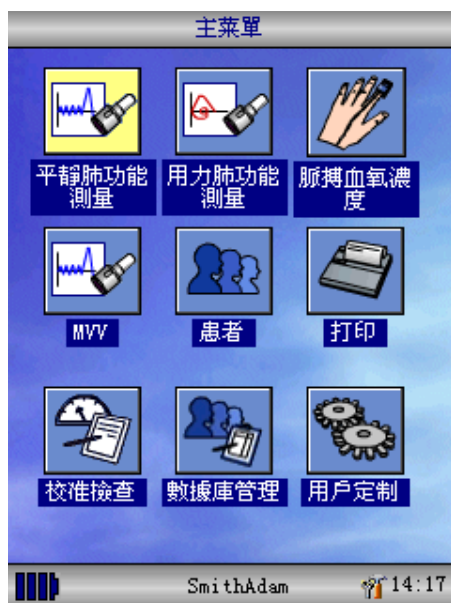 主菜單
平靜肺功能
測量
用力肺功能
測量
脈搏血氧濃
度
MVV
患者
打印
校准檢查
數據庫管理
用戶定制
SmithAdam
14:17